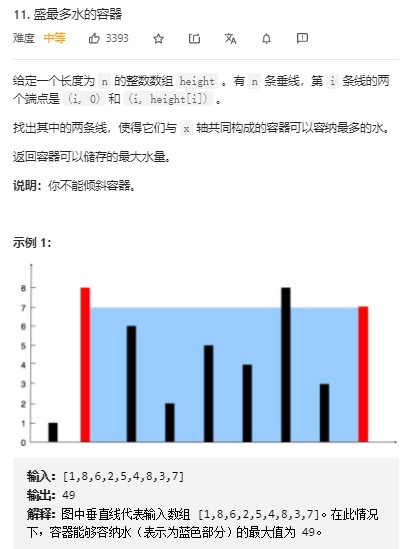 11. 盛最多水的容器
难度 中等 3393
给定一个长度为 n 的整数数组 height 。有 n 条垂线，第 i 条线的两
个端点是 (i, 0) 和 (i, height[i]) 。
找出其中的两条线，使得它们与 x 轴共同构成的容器可以容纳最多的水。
返回容器可以储存的最大水量。
说明：你不能倾斜容器。
示例 1：
8
7
6
5
4
3
2
1
0
输入：[1,8,6,2,5,4,8,3,7]
输出：49
解释：图中垂直线代表输入数组 [1,8,6,2,5,4,8,3,7]。在此情况
下，容器能够容纳水（表示为蓝色部分）的最大值为 49。